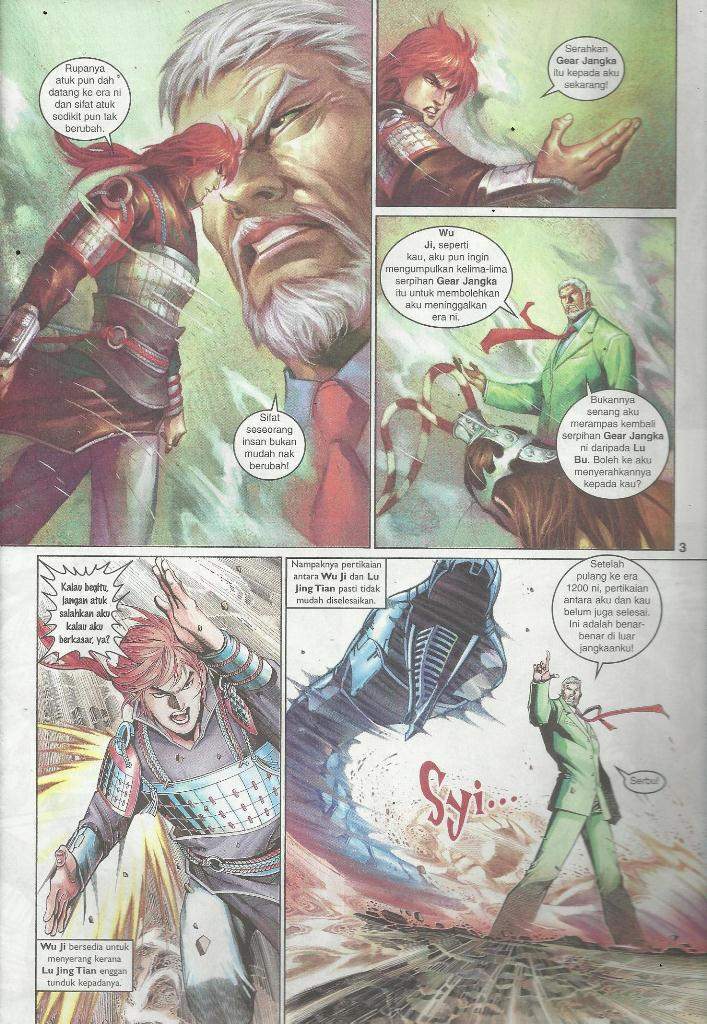 Rupanya
atuk pun dah
datang ke era ni
dan sifat atuk
sedikit pun tak
berubah.
Sifat
seseorang
insan bukan
mudah nak
berubah!
Serahkan
Gear Jangka
itu kepada aku
sekarang!
Wu
Ji, seperti
kau, aku pun ingin
mengumpulkan kelima-lima
serpihan Gear Jangka
itu untuk membolehkan
aku meninggalkan
era ni.
Bukannya
senang aku
merampas kembali
serpihan Gear Jangka
ni daripada Lu
Bu. Boleh ke aku
menyerahkannya
kepada kau?
3
Kalau begitu,
jangan atuk
salahkan aku
kalau aku
berkasar, ya?
Wu Ji bersedia untuk
menyerang kerana
Lu Jing Tian enggan
tunduk kepadanya.
Nampaknya pertikaian
antara Wu Ji dan Lu
Jing Tian pasti tidak
mudah diselesaikan.
Setelah
pulang ke era
1200 ni, pertikaian
antara aku dan kau
belum juga selesai.
Ini adalah benar-
benar di luar
jangkaanku!
Syi...
Serbu!